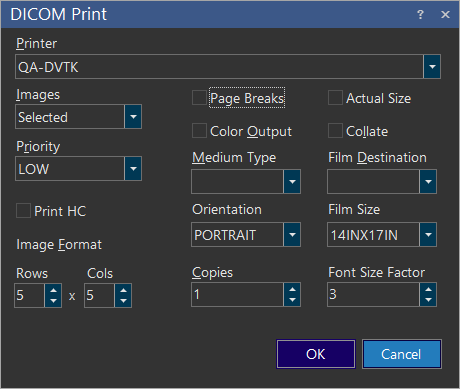 DICOM Print
? ×
Printer
QA-DVTK
Images
Page Breaks
Actual Size
Selected
Color Output
Collate
Priority
Medium Type
Film Destination
LOW
Print HC
Orientation
Film Size
PORTRAIT
14INX17IN
Image Format
Rows
Cols
Copies
Font Size Factor
5 x 5
1
3
OK
Cancel